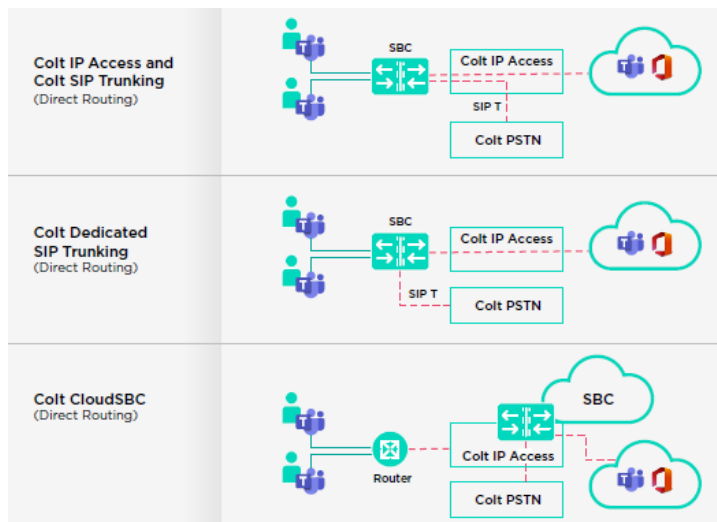 Colt IP Access and
Colt SIP Trunking
(Direct Routing)
SBC
Colt IP Access
SIP T
Colt PSTN
Colt Dedicated
SIP Trunking
(Direct Routing)
SBC
Colt IP Access
SIP T
Colt PSTN
Colt CloudSBC
(Direct Routing)
SBC
Router
Colt IP Access
Colt PSTN